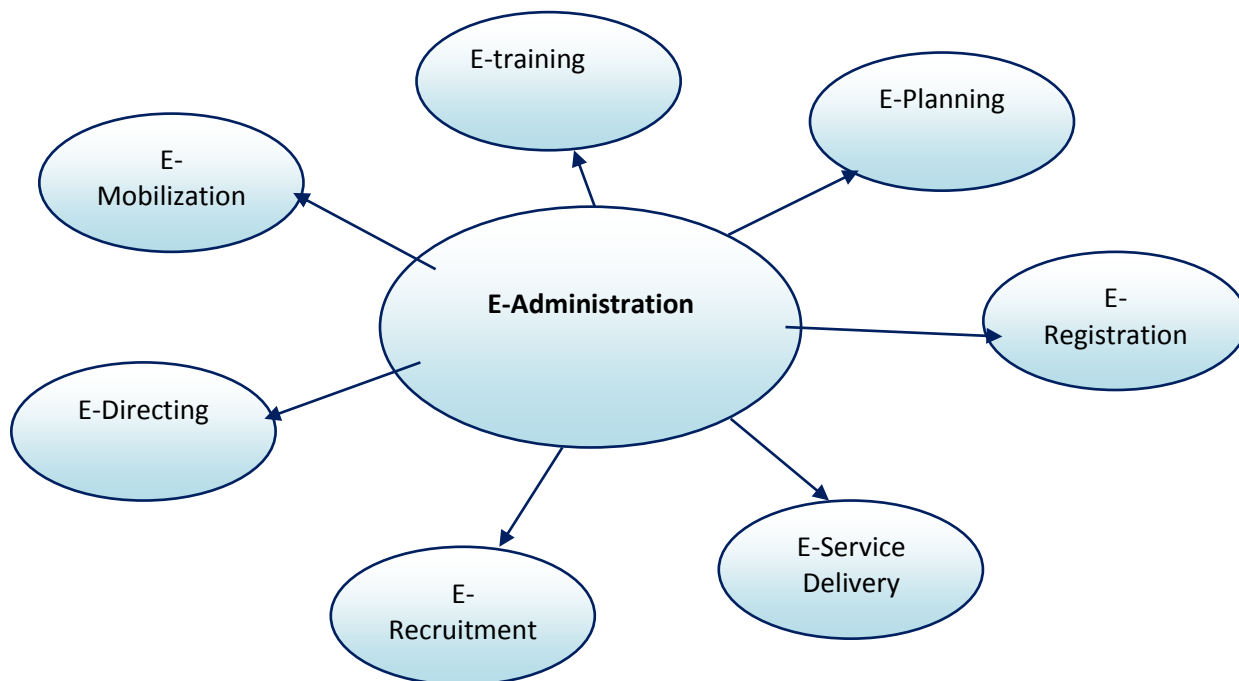 E-training
E-Planning
E-
Mobilization
E-Administration
E-
Registration
E-Directing
E-Service
Delivery
E-
Recruitment